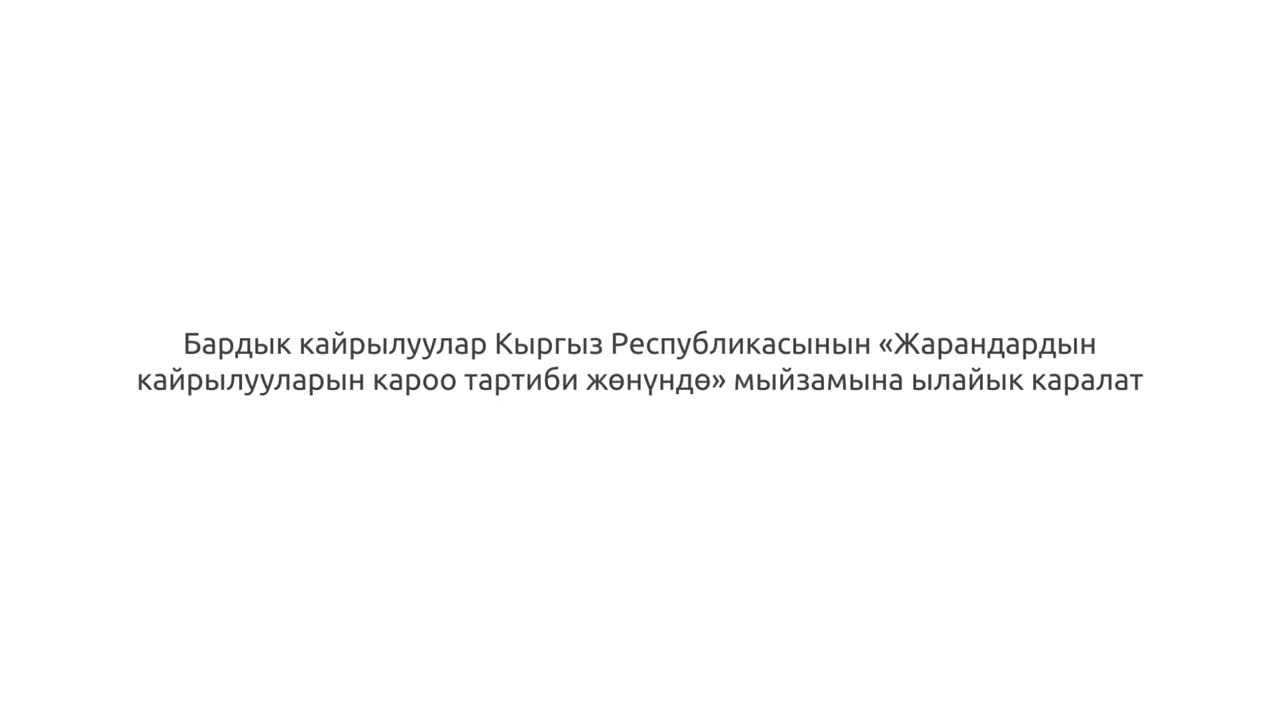 Бардык кайрылуулар Кыргыз Республикасынын «Жарандардын
кайрылууларын кароо тартиби жөнүндө» мыйзамына ылайык каралат